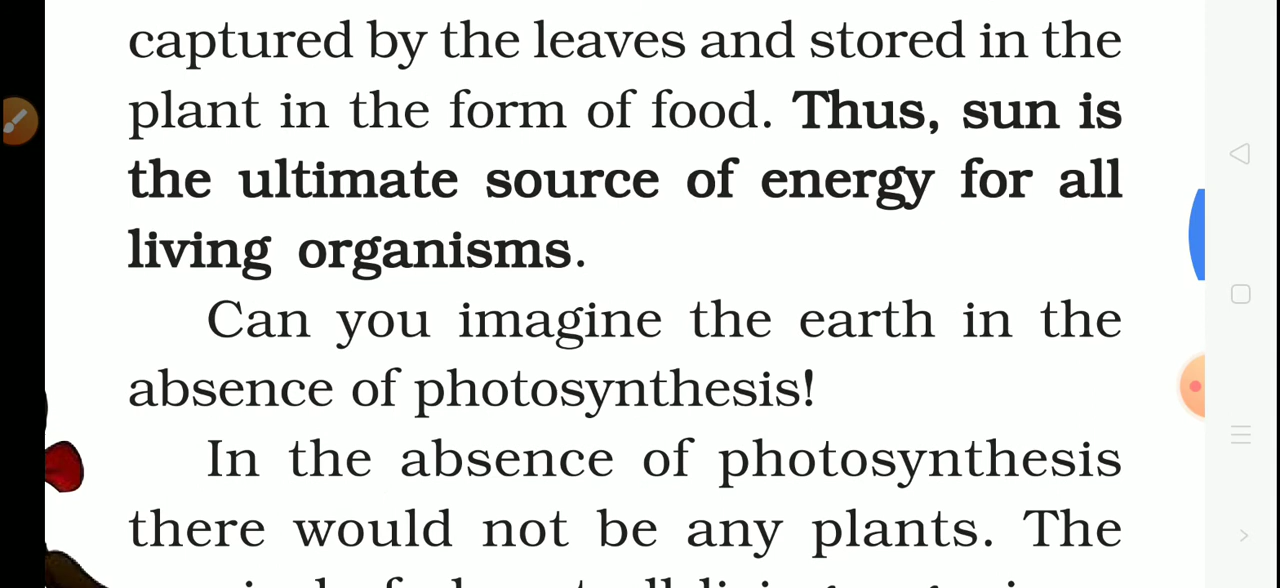 captured by the leaves and stored in the
plant in the form of food. Thus, sun is
the ultimate source of energy for all
living organisms.
Can you imagine the earth in the
absence of photosynthesis!
In the absence of photosynthesis
there would not be any plants. The